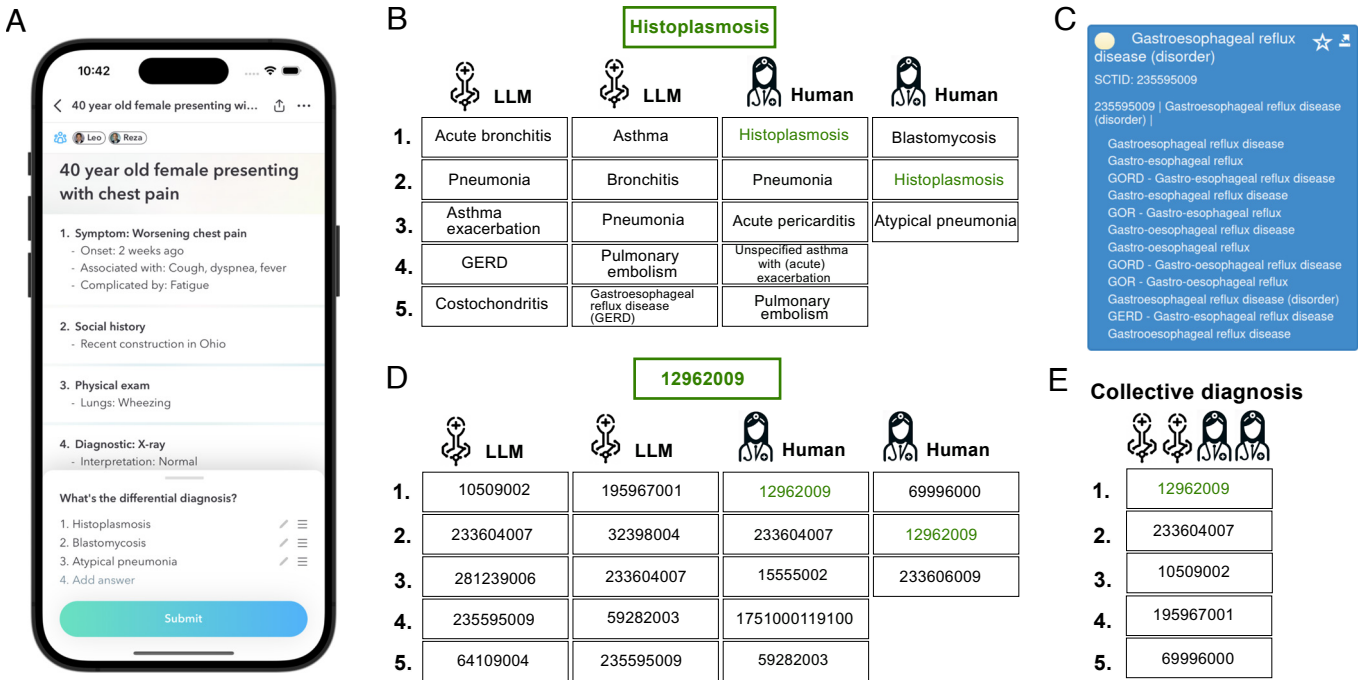 A
10:42
40 year old female presenting wi...
Leo
Reza
40 year old female presenting
with chest pain
1. Symptom: Worsening chest pain
- Onset: 2 weeks ago
- Associated with: Cough, dyspnea, fever
- Complicated by: Fatigue
2. Social history
- Recent construction in Ohio
3. Physical exam
- Lungs: Wheezing
4. Diagnostic: X-ray
- Interpretation: Normal
What's the differential diagnosis?
1. Histoplasmosis
2. Blastomycosis
3. Atypical pneumonia
4. Add answer
Submit
B
Histoplasmosis
LLM LLM Human Human
1. Acute bronchitis Asthma Histoplasmosis Blastomycosis
2. Pneumonia Bronchitis Pneumonia Histoplasmosis
3. Asthma exacerbation Pneumonia Acute pericarditis Atypical pneumonia
4. GERD Pulmonary embolism Unspecified asthma with (acute) exacerbation
5. Costochondritis Gastroesophageal reflux disease (GERD) Pulmonary embolism
C
Gastroesophageal reflux
disease (disorder)
SCTID: 235595009
235595009 | Gastroesophageal reflux disease
(disorder) |
Gastroesophageal reflux disease
Gastro-esophageal reflux
GORD - Gastro-esophageal reflux disease
Gastro-esophageal reflux disease
GOR - Gastro-esophageal reflux
Gastro-oesophageal reflux disease
Gastro-oesophageal reflux
GORD - Gastro-oesophageal reflux disease
GOR - Gastro-oesophageal reflux
Gastroesophageal reflux disease (disorder)
GERD - Gastro-esophageal reflux disease
Gastrooesophageal reflux disease
D
12962009
LLM LLM Human Human
1. 10509002 195967001 12962009 69996000
2. 233604007 32398004 233604007 12962009
3. 281239006 233604007 15555002 233606009
4. 235595009 59282003 1751000119100
5. 64109004 235595009 59282003
E
Collective diagnosis
1. 12962009
2. 233604007
3. 10509002
4. 195967001
5. 69996000